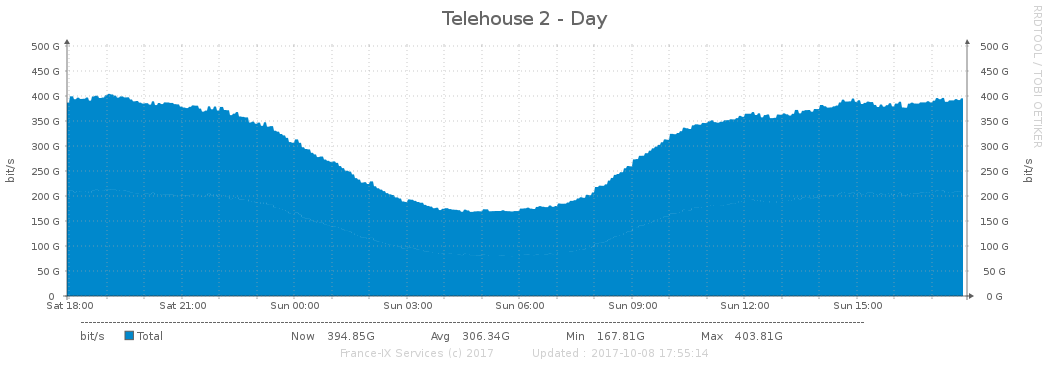 Telehouse 2 - Day
RRDTOOL / TOBI OETIKER
bit/s
bit/s
500 G 500 G
450 G 450 G
400 G 400 G
350 G 350 G
300 G 300 G
250 G 250 G
200 G 200 G
150 G 150 G
100 G 100 G
50 G 50 G
0 0 G
Sat 18:00 Sat 21:00 Sun 00:00 Sun 03:00 Sun 06:00 Sun 09:00 Sun 12:00 Sun 15:00
bit/s Total Now 394.85G Avg 306.34G Min 167.81G Max 403.81G
France-IX Services (c) 2017 Updated : 2017-10-08 17:55:14